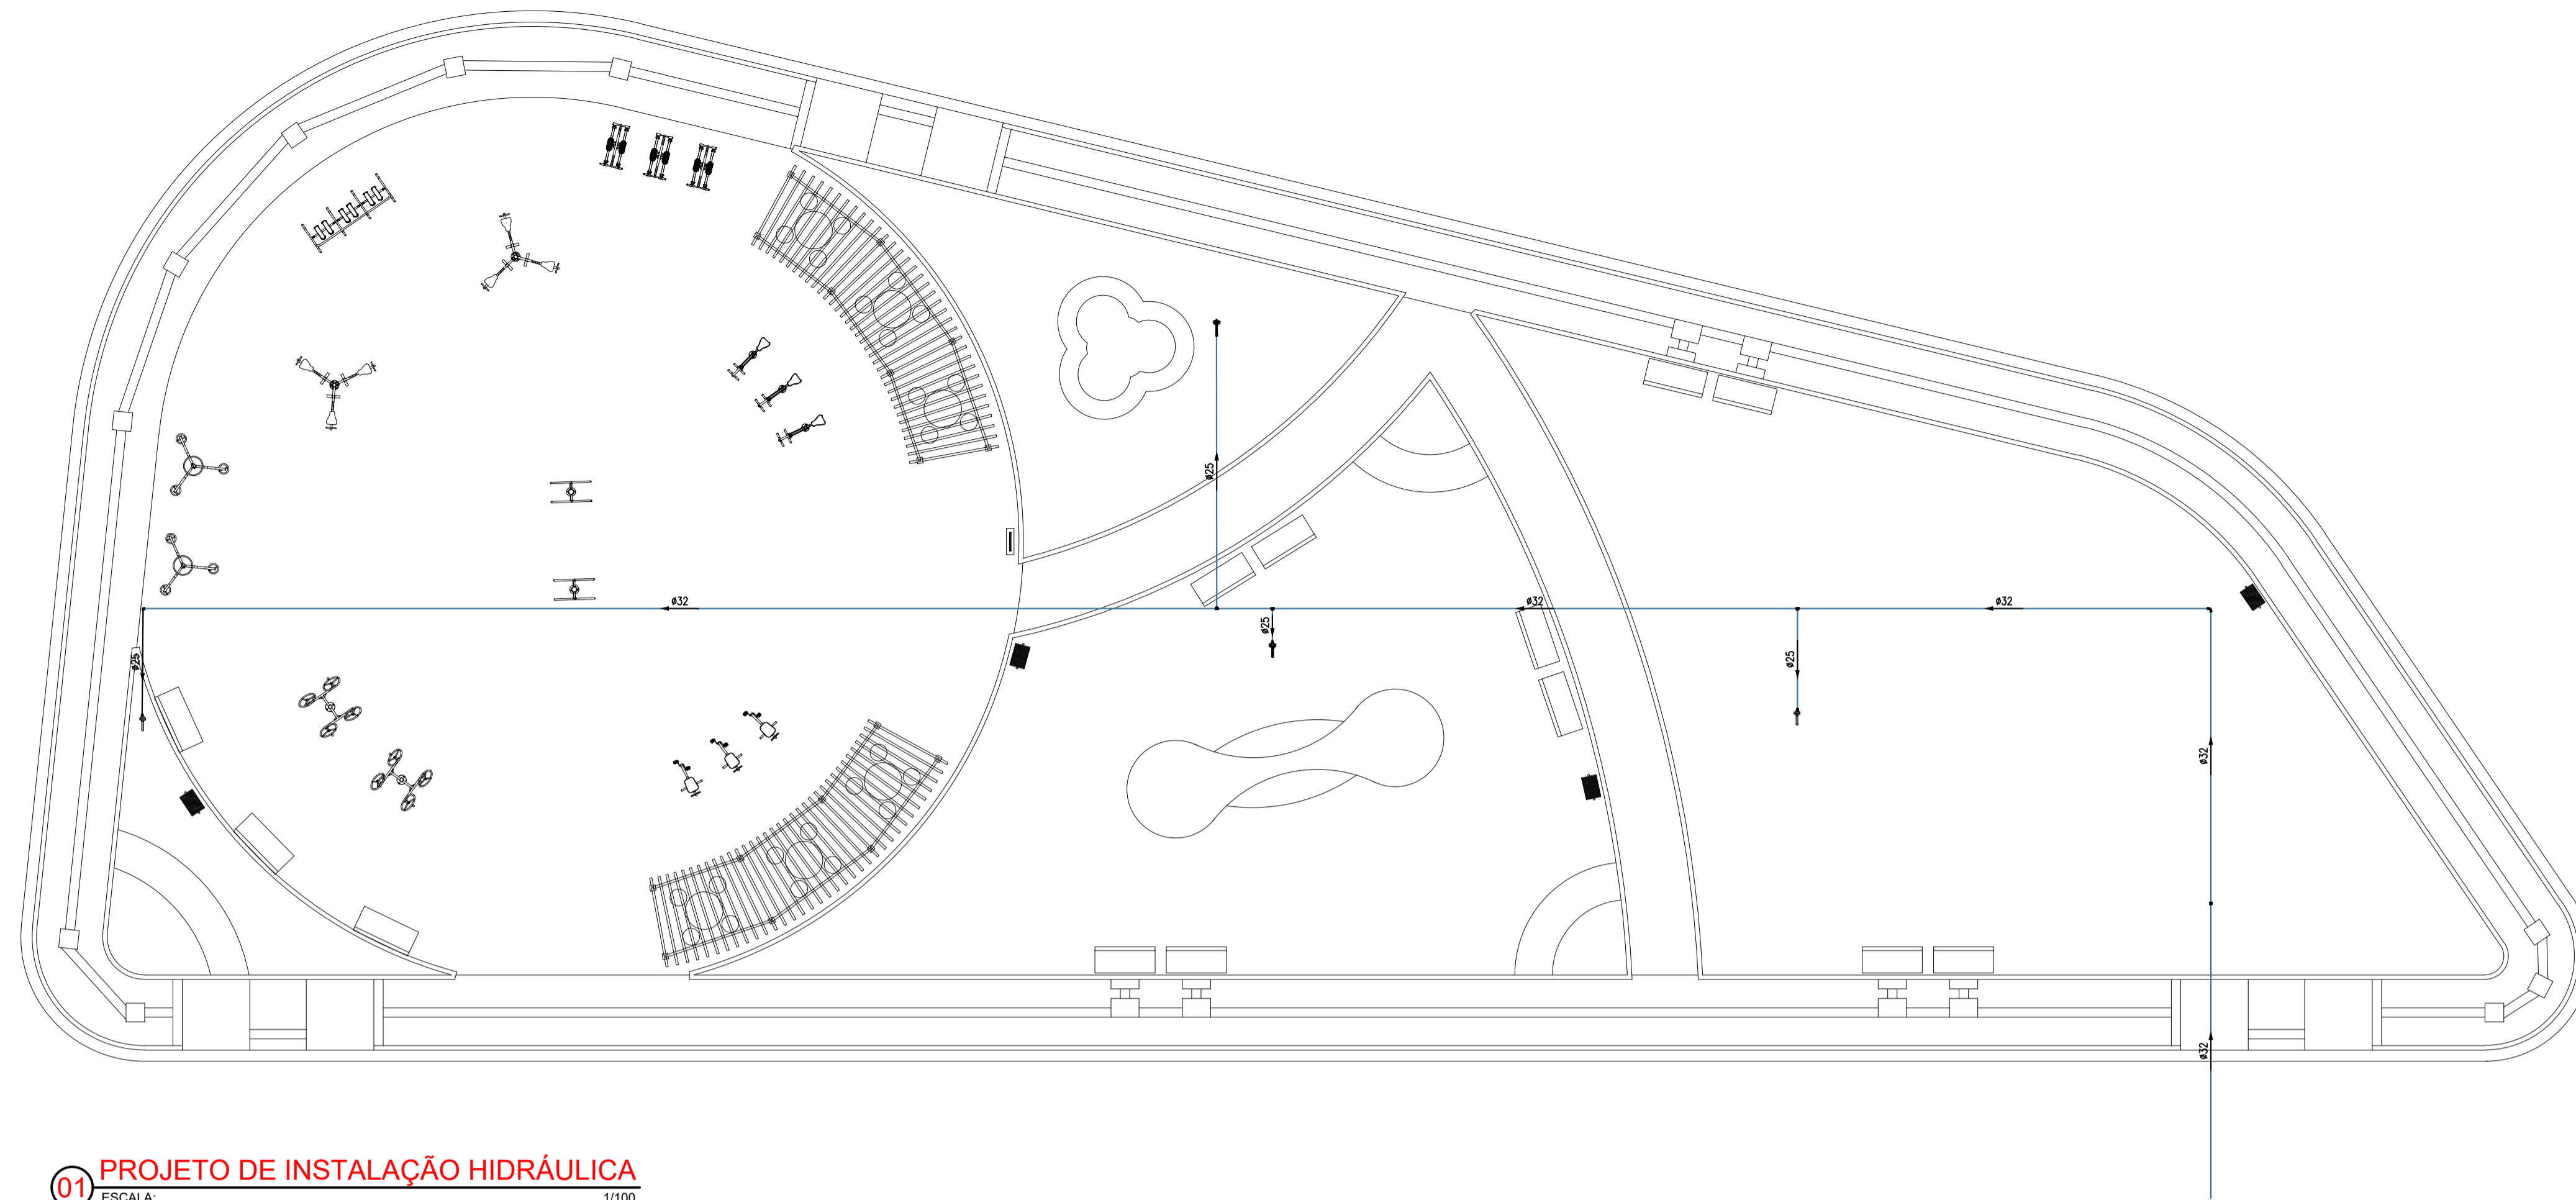 ø25
ø32
ø32
ø32
ø25
ø25
ø25
ø32
ø32
01
PROJETO DE INSTALAÇÃO HIDRÁULICA
ESCALA: 1/100